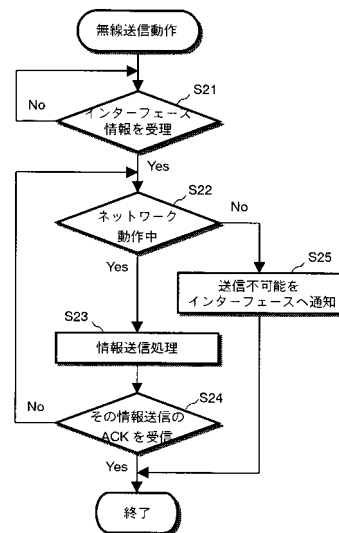 無線送信動作
S21
No
インターフェース
情報を受理
Yes
S22
ネットワーク
動作中
No
Yes
S25
送信不可能を
インターフェースへ通知
S23
情報送信処理
S24
No
その情報送信の
ACKを受信
Yes
終了